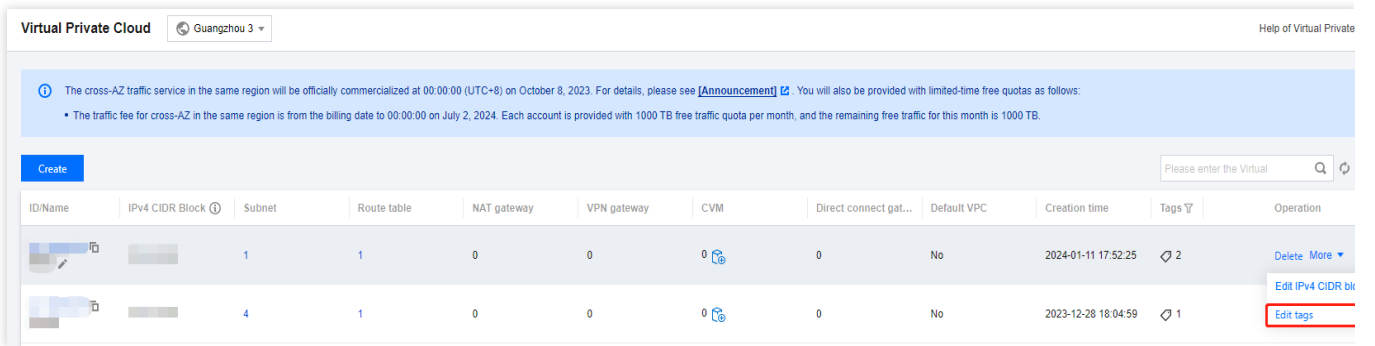 Virtual Private Cloud Guangzhou 3 Help of Virtual Private
The cross-AZ traffic service in the same region will be officially commercialized at 00:00:00 (UTC+8) on October 8, 2023. For details, please see [Announcement] . You will also be provided with limited-time free quotas as follows:
• The traffic fee for cross-AZ in the same region is from the billing date to 00:00:00 on July 2, 2024. Each account is provided with 1000 TB free traffic quota per month, and the remaining free traffic for this month is 1000 TB.
Create Please enter the Virtual
ID/Name IPv4 CIDR Block Subnet Route table NAT gateway VPN gateway CVM Direct connect gat... Default VPC Creation time Tags Operation
1 1 0 0 0 0 No 2024-01-11 17:52:25 2 Delete More
Edit IPv4 CIDR blo
4 1 0 0 0 0 No 2023-12-28 18:04:59 1 Edit tags